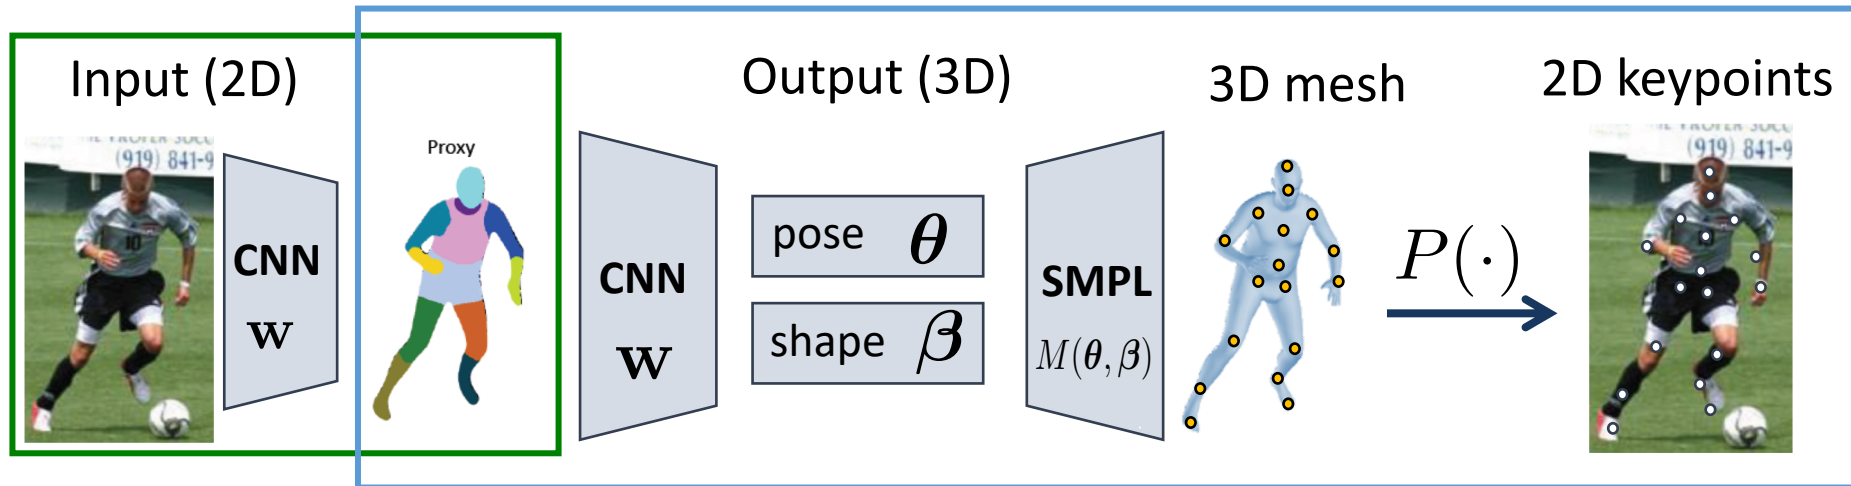 Input (2D)
Output (3D)
3D mesh
2D keypoints
(919) 841-9
10
CNN
w
Proxy
CNN
w
pose θ
shape β
SMPL
M(θ, β)
P(·)
(919) 841-9